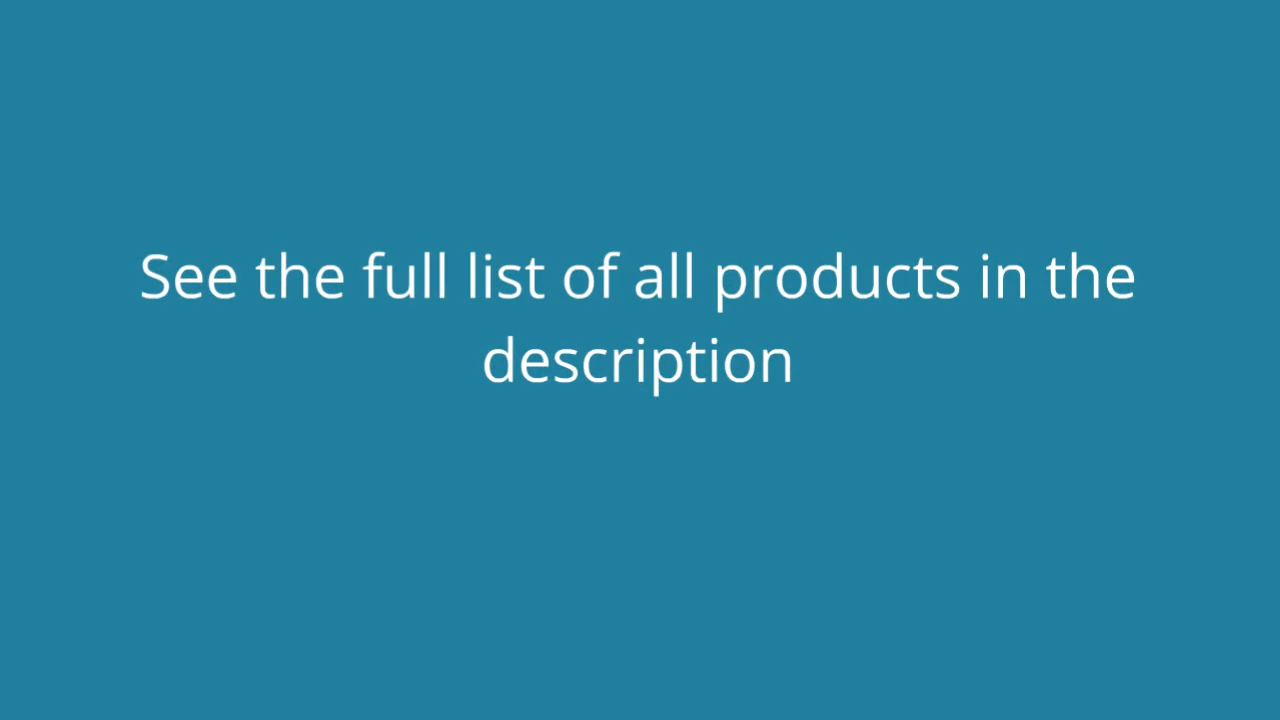 See the full list of all products in the
description